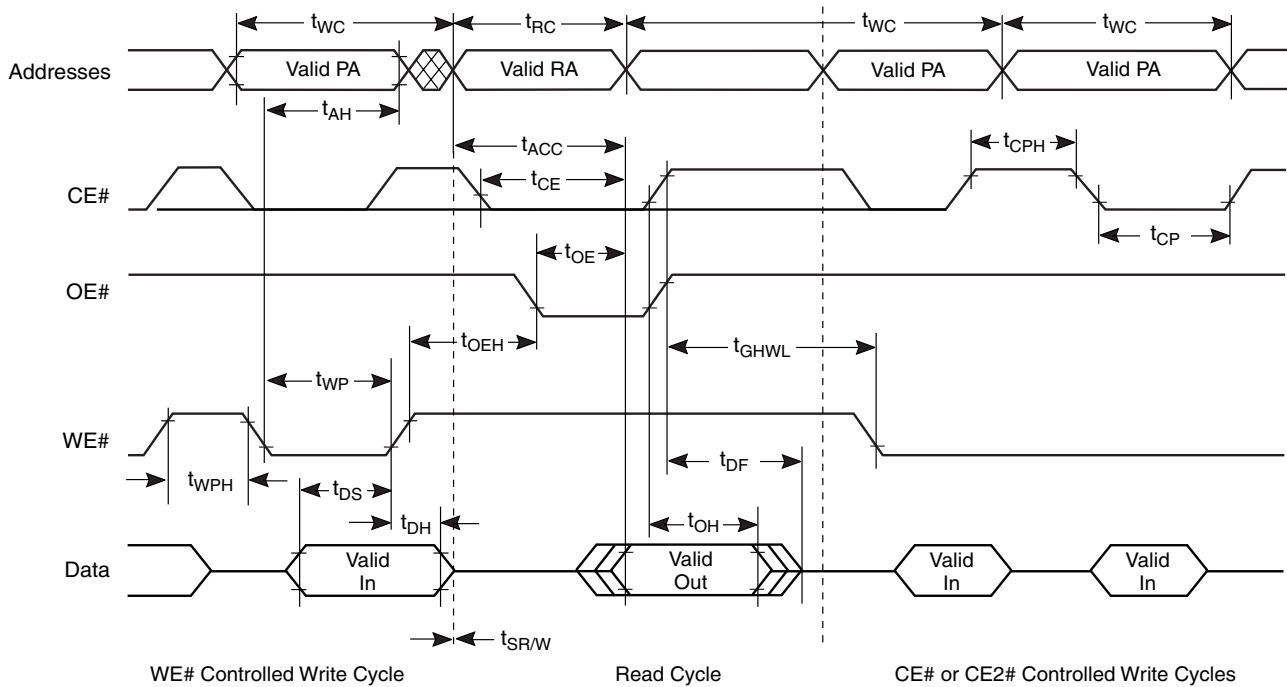 tWC tRC tWC tWC
Addresses Valid PA Valid RA Valid PA Valid PA
tAH
tACC tCPH
CE# tCE
tCP
tOE
OE#
tOEH tGHWL
tWP
WE#
tWPH tDS tDF
tDH tOH
Data Valid In Valid Out Valid In Valid In
tSR/W
WE# Controlled Write Cycle Read Cycle CE# or CE2# Controlled Write Cycles